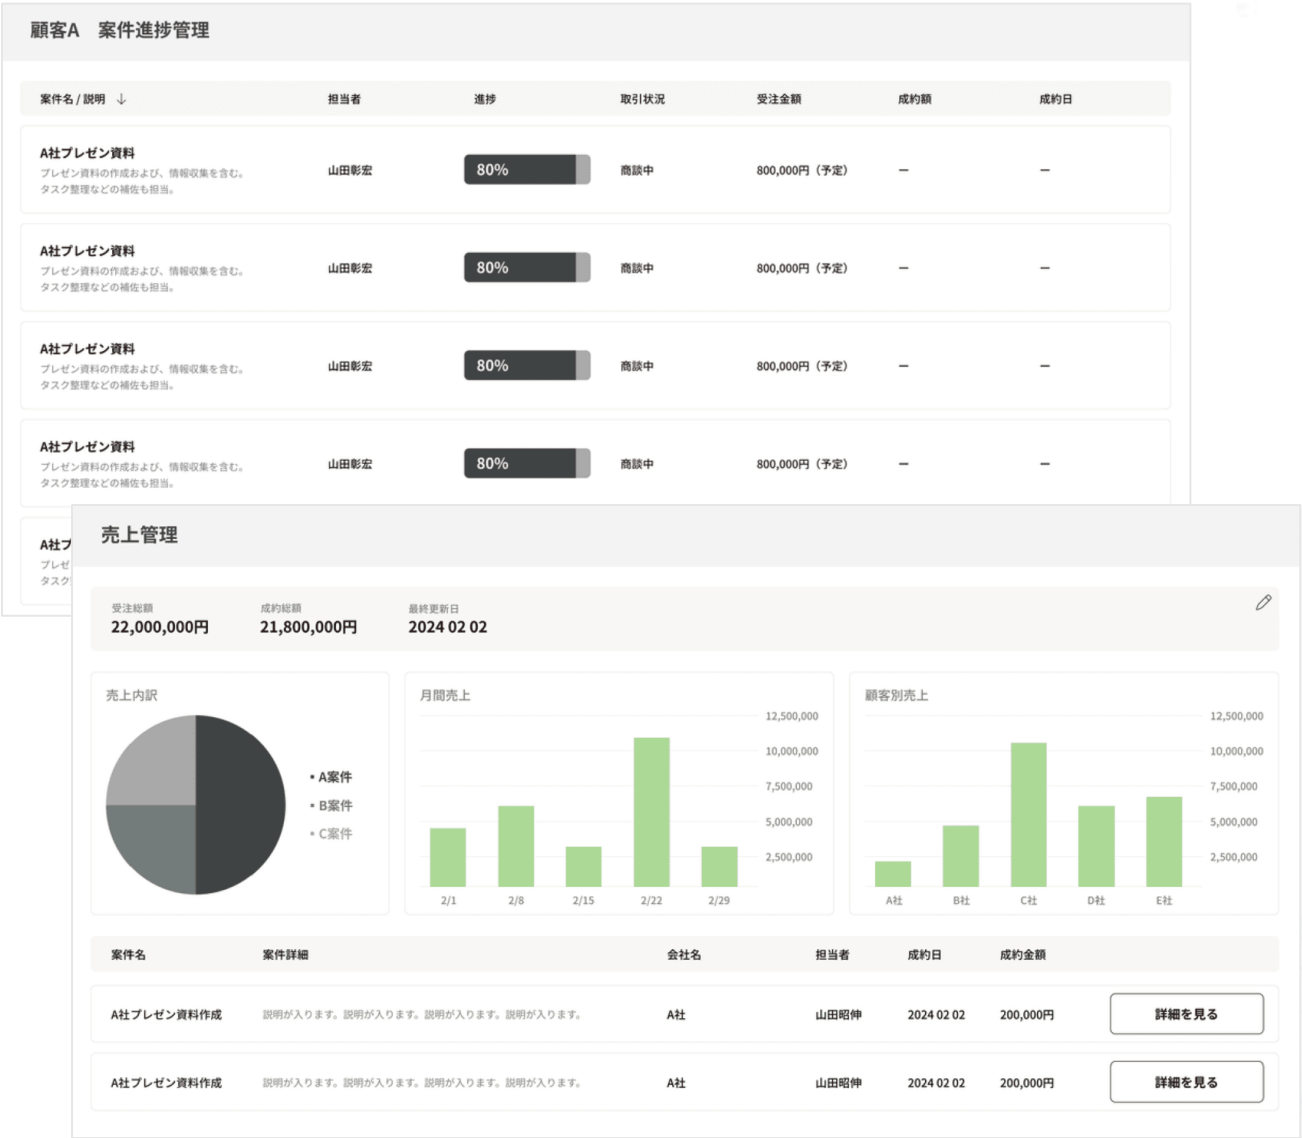 顧客A 案件進捗管理
案件名 / 説明 ↓ 担当者 進捗 取引状況 受注金額 成約額 成約日
A社プレゼン資料
プレゼン資料の作成および、情報収集を含む。
タスク整理などの補佐も担当。
山田彰宏 80% 商談中 800,000円（予定） ー ー
A社プレゼン資料
プレゼン資料の作成および、情報収集を含む。
タスク整理などの補佐も担当。
山田彰宏 80% 商談中 800,000円（予定） ー ー
A社プレゼン資料
プレゼン資料の作成および、情報収集を含む。
タスク整理などの補佐も担当。
山田彰宏 80% 商談中 800,000円（予定） ー ー
A社プレゼン資料
プレゼン資料の作成および、情報収集を含む。
タスク整理などの補佐も担当。
山田彰宏 80% 商談中 800,000円（予定） ー ー
A社プ
プレゼ
タスク
売上管理
受注総額 成約総額 最終更新日
22,000,000円 21,800,000円 2024 02 02
売上内訳
A案件
B案件
C案件
月間売上
12,500,000
10,000,000
7,500,000
5,000,000
2,500,000
2/1 2/8 2/15 2/22 2/29
顧客別売上
12,500,000
10,000,000
7,500,000
5,000,000
2,500,000
A社 B社 C社 D社 E社
案件名 案件詳細 会社名 担当者 成約日 成約金額
A社プレゼン資料作成 説明が入ります。説明が入ります。説明が入ります。説明が入ります。 A社 山田昭伸 2024 02 02 200,000円 詳細を見る
A社プレゼン資料作成 説明が入ります。説明が入ります。説明が入ります。説明が入ります。 A社 山田昭伸 2024 02 02 200,000円 詳細を見る